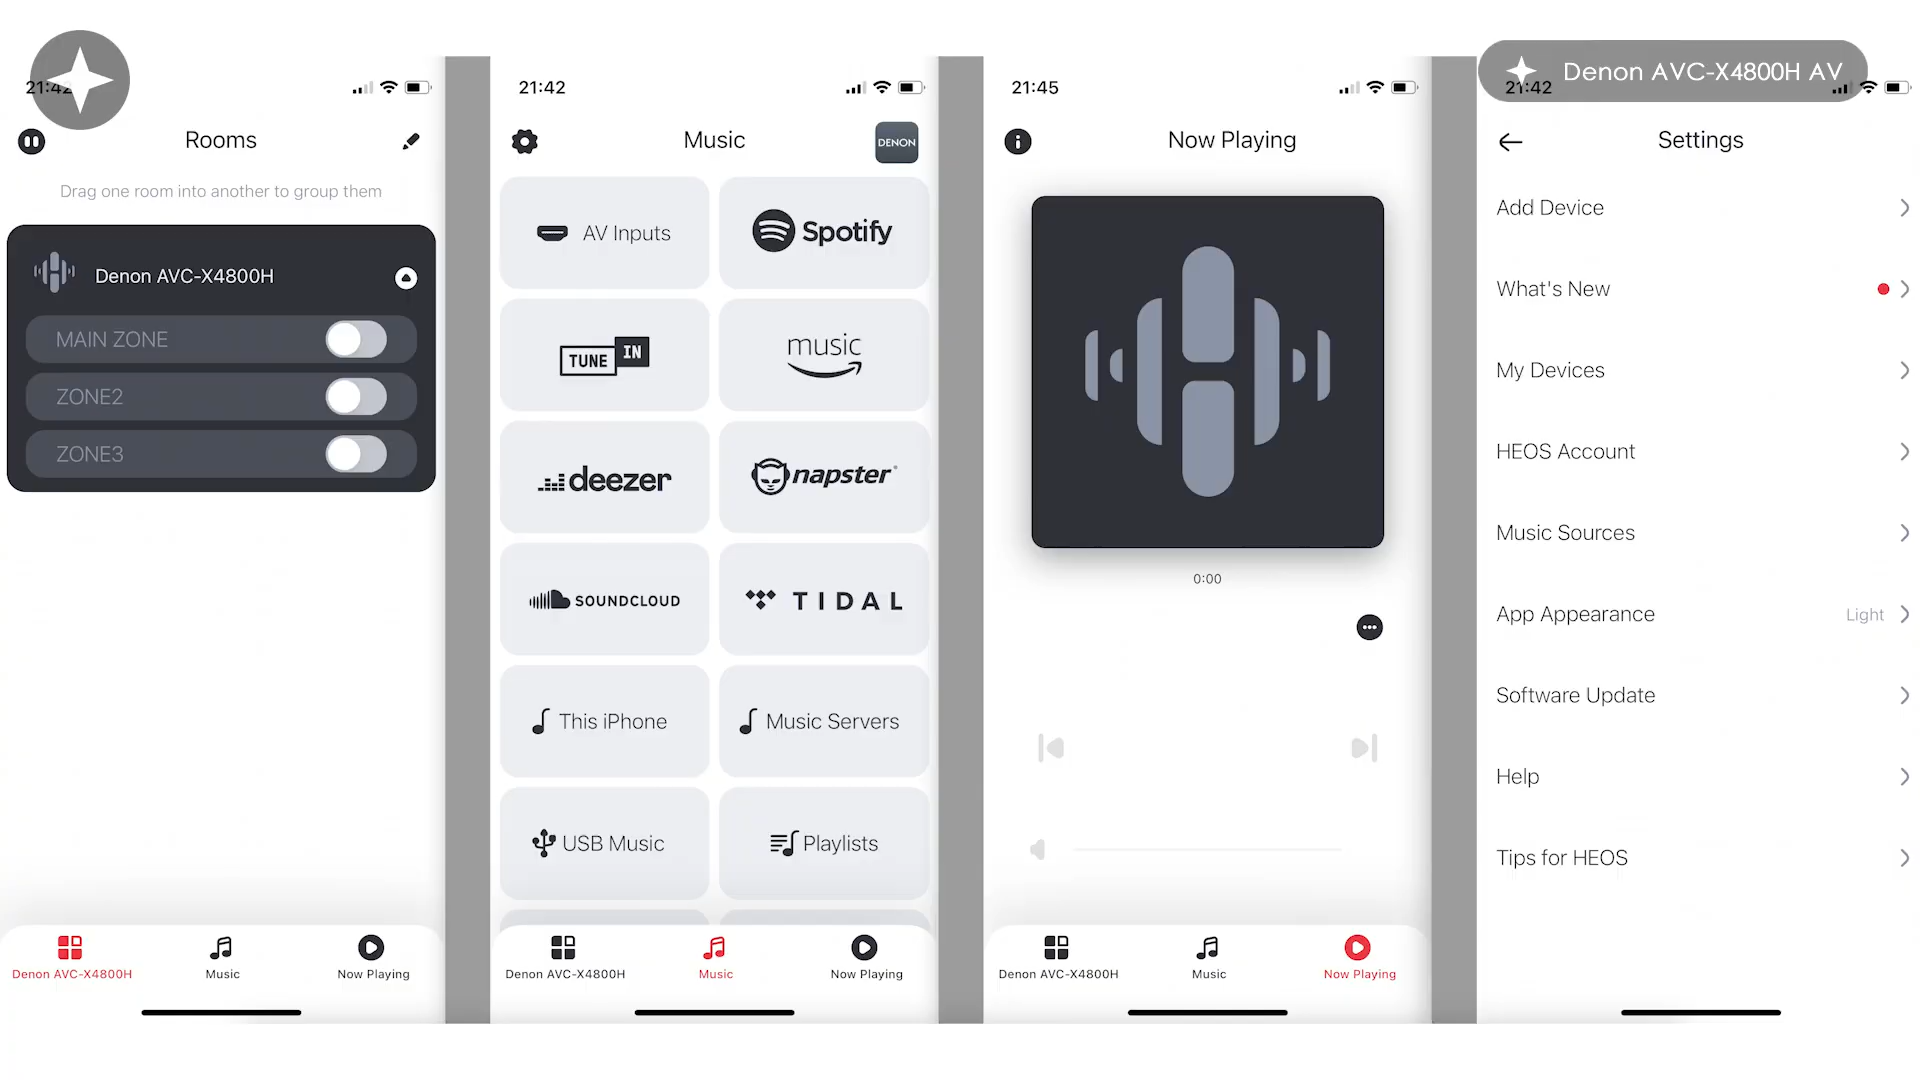 Denon AVC-X4800H AV
21:42
Rooms
Drag one room into another to group them
Denon AVC-X4800H
MAIN ZONE
ZONE2
ZONE3
Denon AVC-X4800H
Music
Now Playing
21:42
Music
DENON
AV Inputs
Spotify
TUNE IN
music
deezer
napster
SOUNDCLOUD
TIDAL
This iPhone
Music Servers
USB Music
Playlists
Denon AVC-X4800H
Music
Now Playing
21:45
Now Playing
0:00
Denon AVC-X4800H
Music
Now Playing
21:42
Settings
Add Device
What's New
My Devices
HEOS Account
Music Sources
App Appearance Light
Software Update
Help
Tips for HEOS